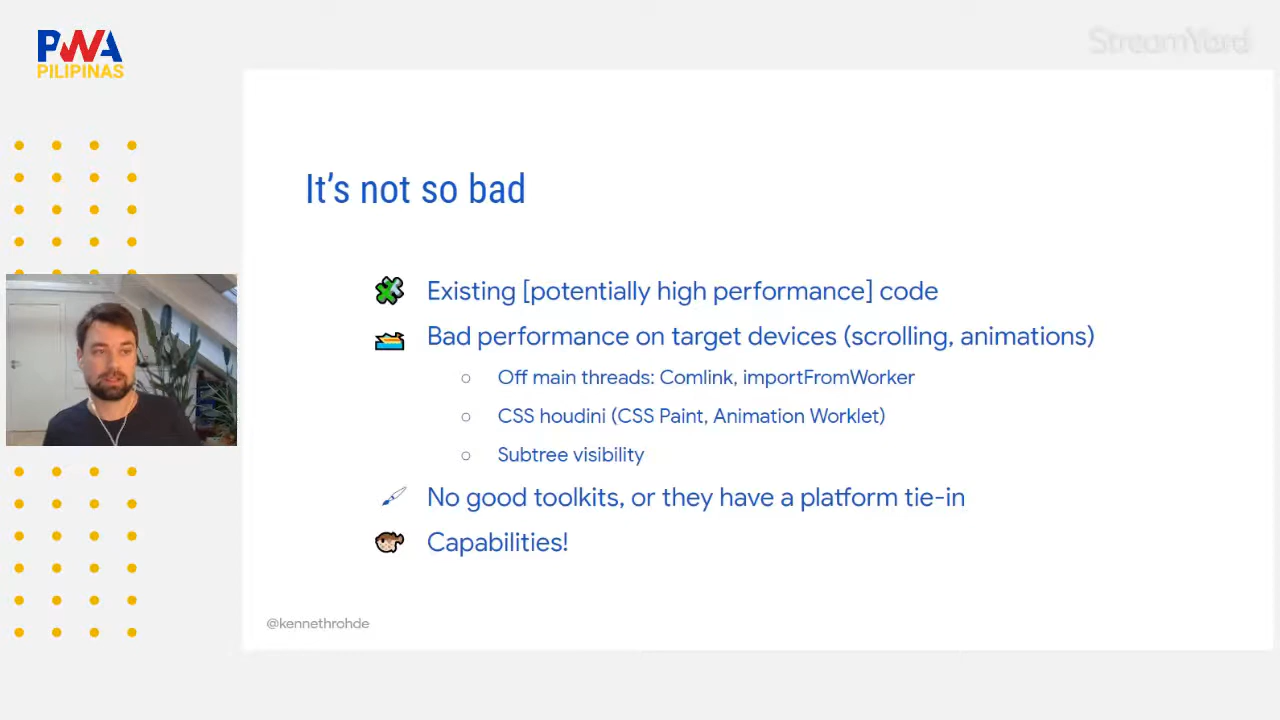 PWA
PILIPINAS
StreamYard
It's not so bad
Existing [potentially high performance] code
Bad performance on target devices (scrolling, animations)
Off main threads: Comlink, importFromWorker
CSS houdini (CSS Paint, Animation Worklet)
Subtree visibility
No good toolkits, or they have a platform tie-in
Capabilities!
@kennethrohde